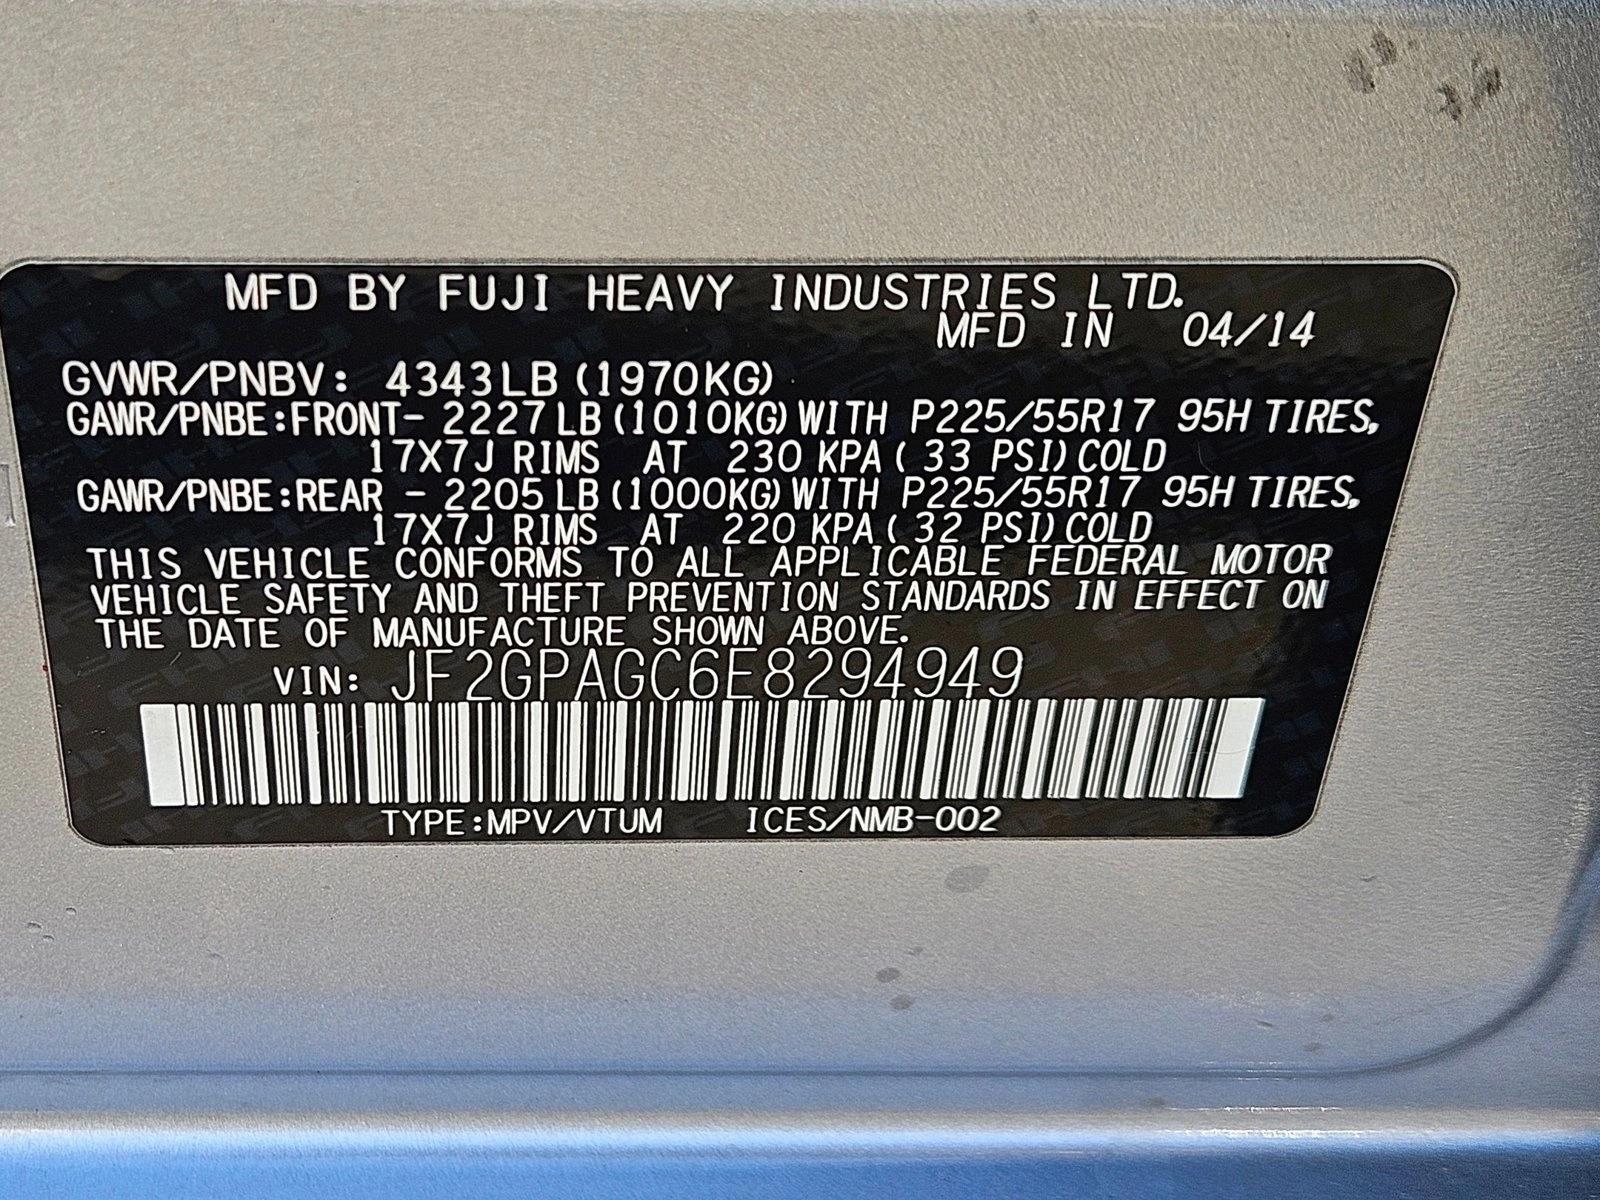 MFD BY FUJI HEAVY INDUSTRIES LTD.
MFD IN 04/14
GVWR/PNBV: 4343LB(1970KG)
GAWR/PNBE:FRONT- 2227LB(1010KG)WITH P225/55R17 95H TIRES,
17X7J RIMS AT 230 KPA( 33 PSI)COLD
GAWR/PNBE:REAR - 2205LB(1000KG)WITH P225/55R17 95H TIRES,
17X7J RIMS AT 220 KPA( 32 PSI)COLD
THIS VEHICLE CONFORMS TO ALL APPLICABLE FEDERAL MOTOR
VEHICLE SAFETY AND THEFT PREVENTION STANDARDS IN EFFECT ON
THE DATE OF MANUFACTURE SHOWN ABOVE.
VIN: JF2GPAGC6E8294949
TYPE:MPV/VTUM ICES/NMB-002